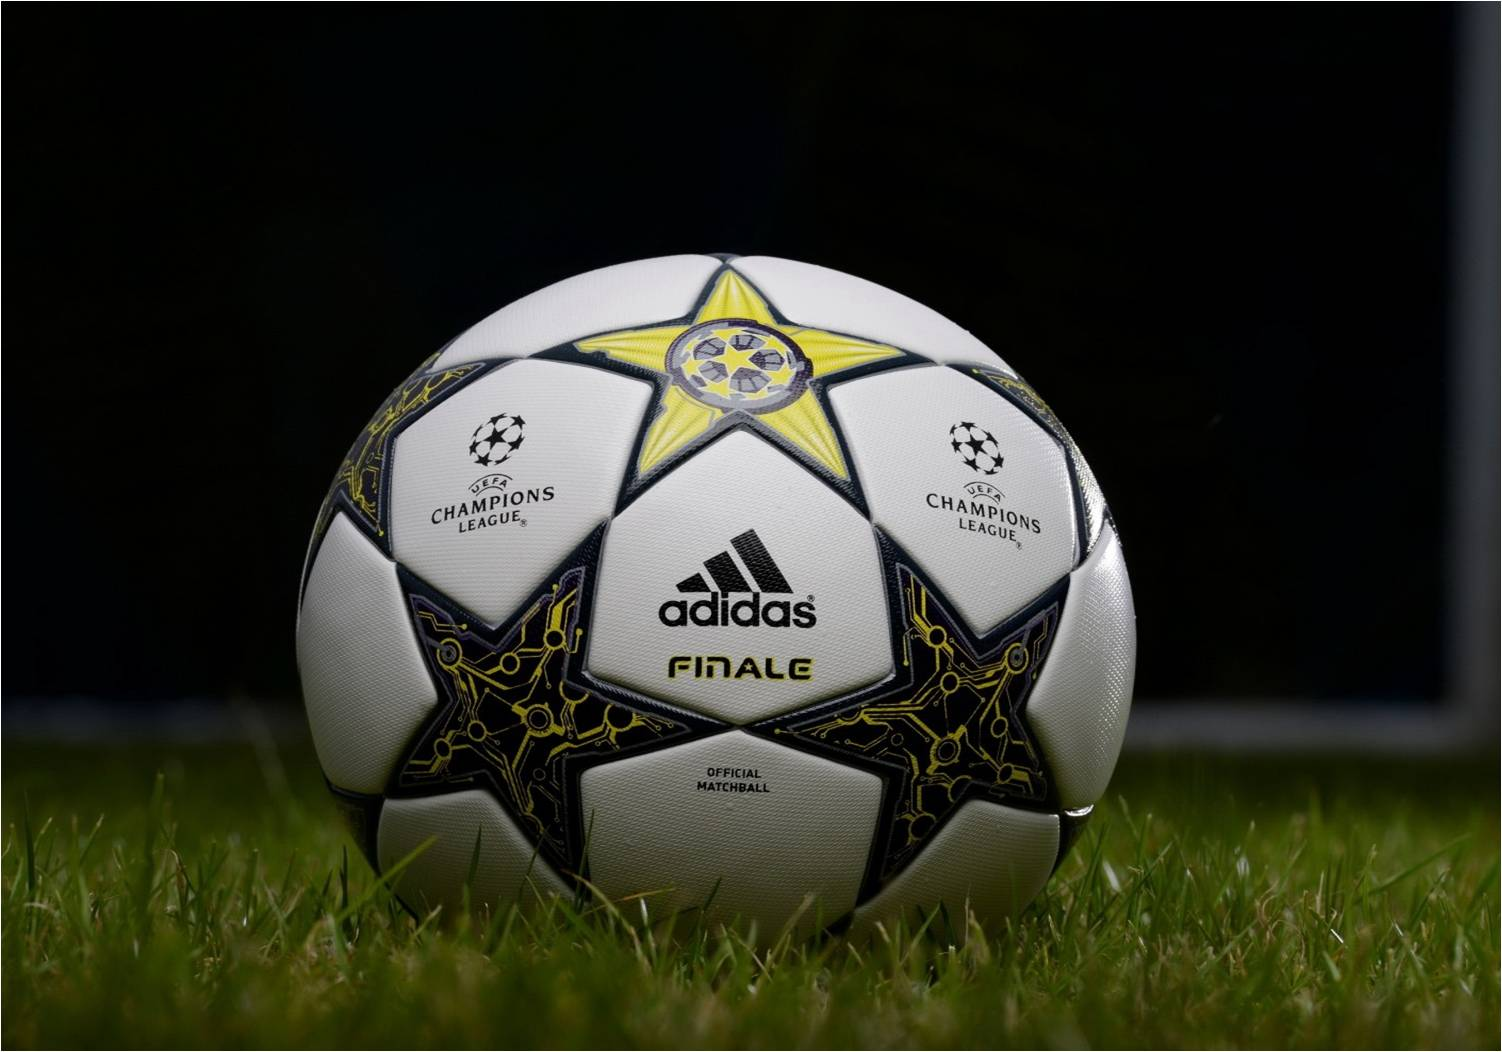 UEFA
CHAMPIONS
LEAGUE®
UEFA
CHAMPIONS
LEAGUE®
adidas®
FINALE
OFFICIAL
MATCHBALL